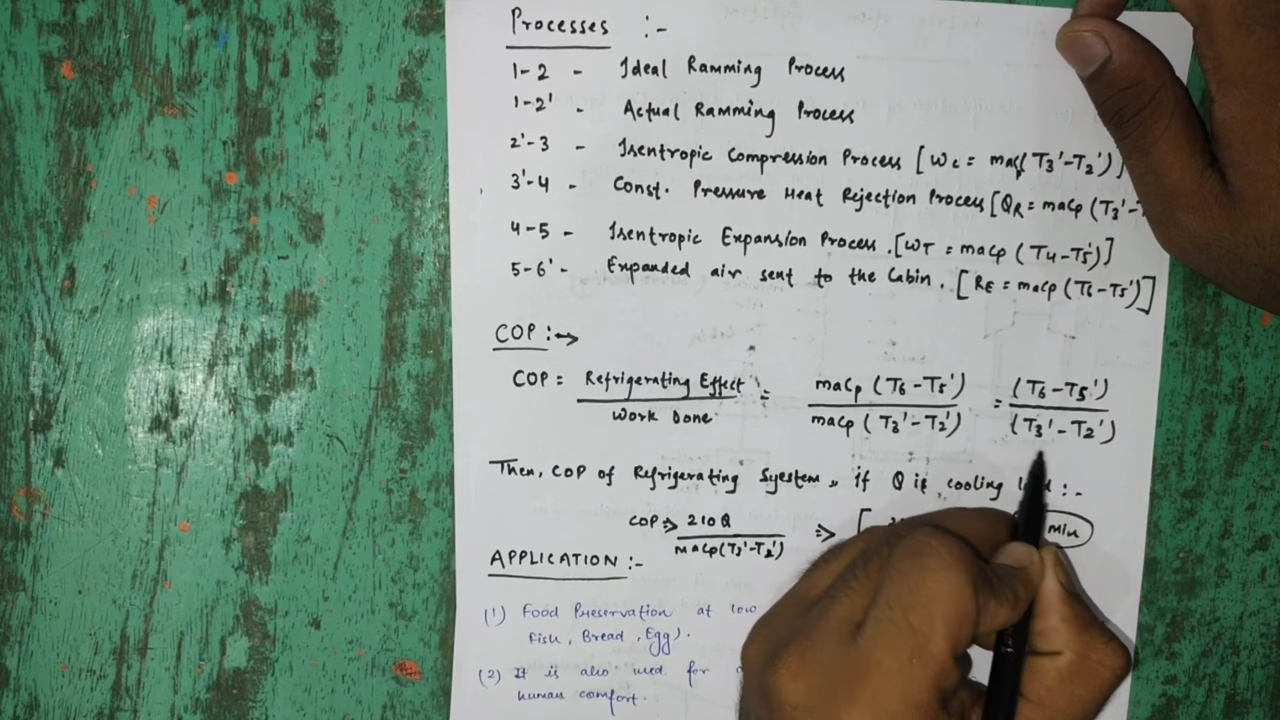 Processes :-
1-2 - Ideal Ramming Process
1-2' - Actual Ramming Process
2'-3 - Isentropic Compression Process [Wc = macp(T3'-T2')]
3'-4 - Const. Pressure Heat Rejection Process [QR = macp (T3'-
4-5 - Isentropic Expansion Process. [WT = macp (T4-T5')]
5-6' - Expanded air sent to the Cabin. [RE = macp (T6-T5')]
COP :→
COP = Refrigerating Effect / Work Done = macp (T6-T5') / macp (T3'-T2') = (T6-T5') / (T3'-T2')
Then, COP of Refrigerating Syestem, if Q is cooling :-
COP => 210Q / macp(T3'-T2') => [ min
APPLICATION :-
(1) Food Preservation at low
Fish, Bread, Egg).
(2) It is also used for
human comfort.